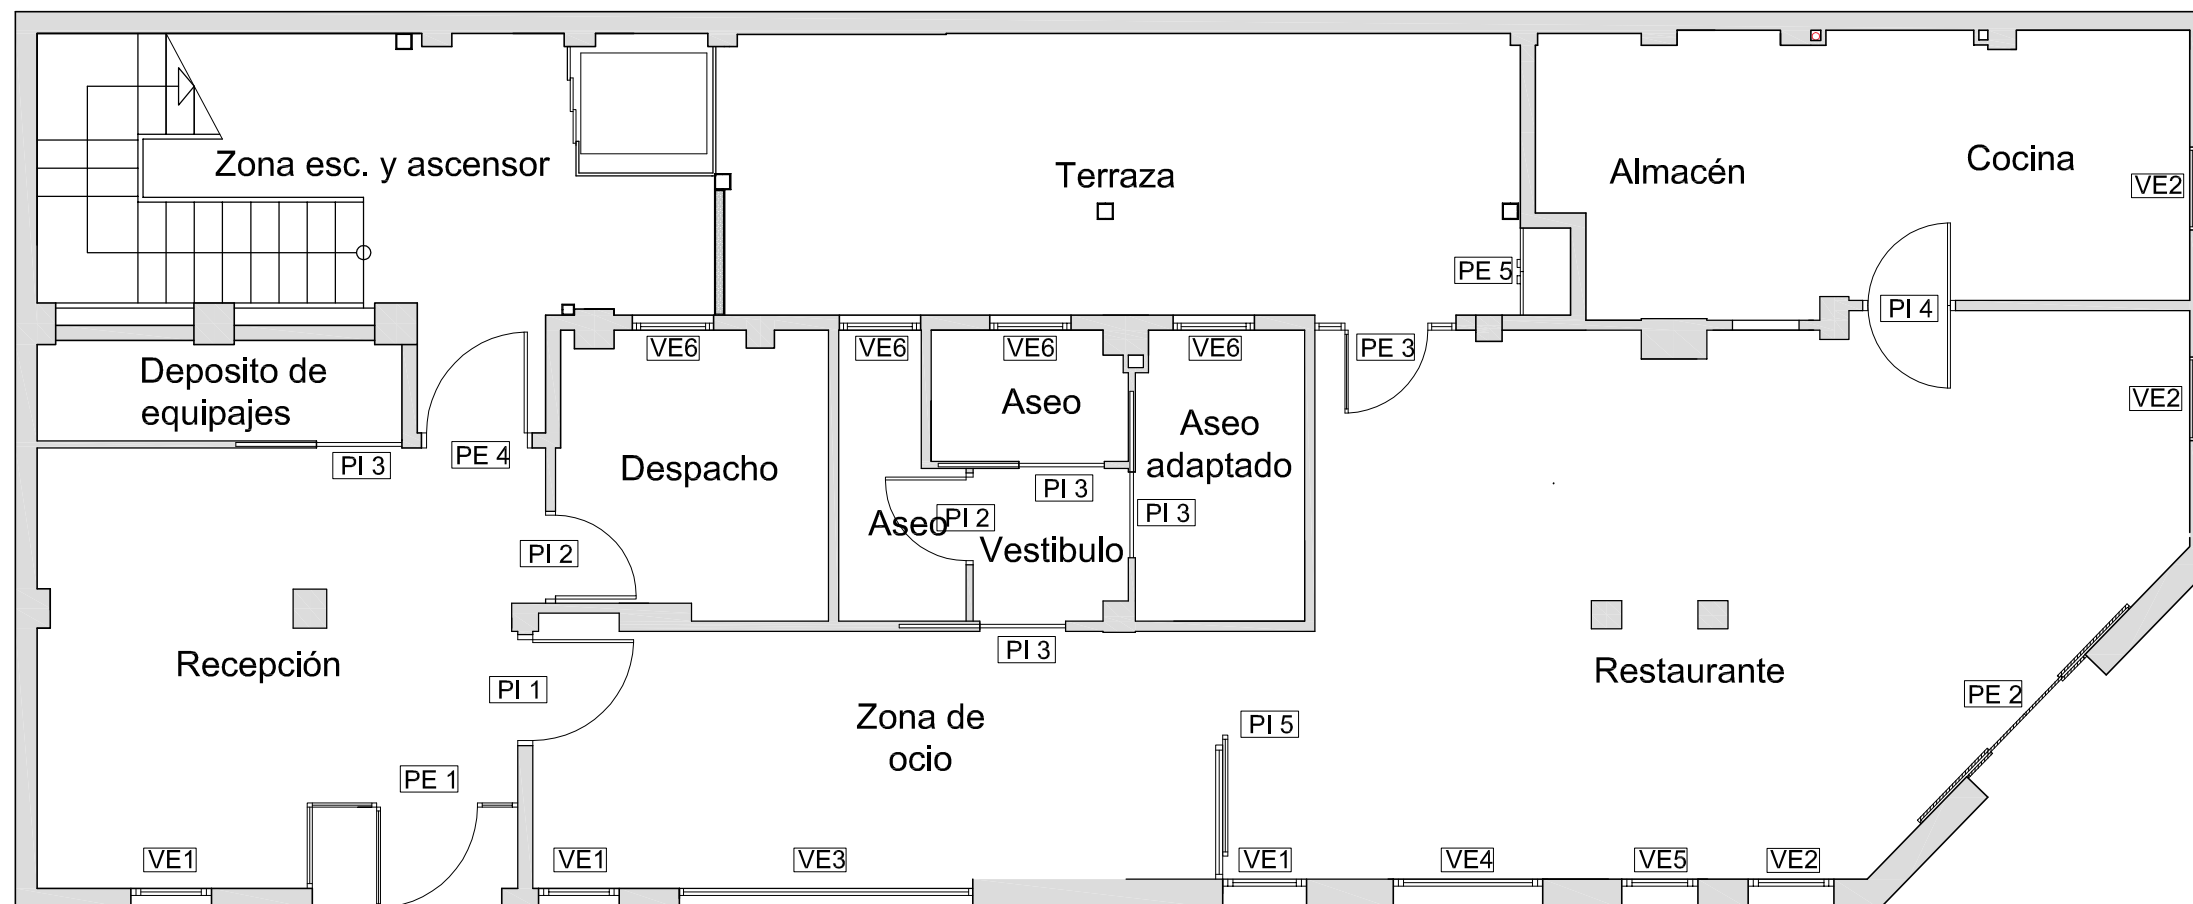 Zona esc. y ascensor
Terraza
Almacén
Cocina
VE2
PE 5
PI 4
VE6
VE6
VE6
VE6
PE 3
Deposito de
equipajes
Aseo
VE2
Aseo
adaptado
PI 3
PE 4
Despacho
PI 3
PI 3
Aseo
PI 2
Vestibulo
PI 2
Recepción
PI 3
Restaurante
PI 1
PE 2
Zona de
ocio
PI 5
PE 1
VE1
VE1
VE3
VE1
VE4
VE5
VE2